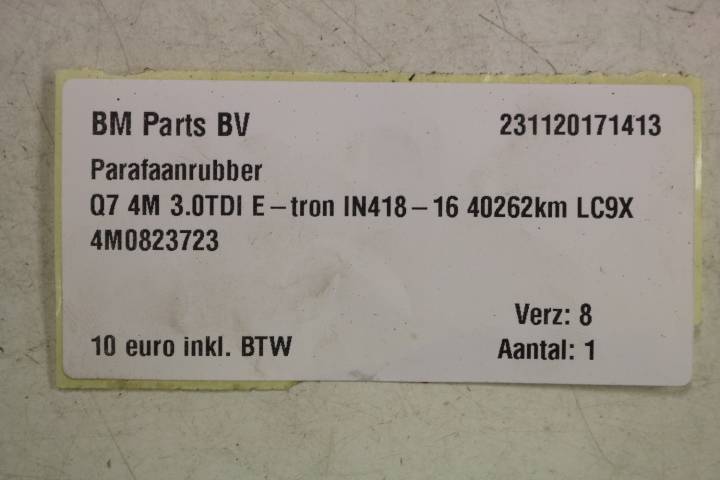 BM Parts BV 231120171413
Parafaanrubber
Q7 4M 3.0TDI E-tron IN418-16 40262km LC9X
4M0823723
Verz: 8
10 euro inkl. BTW Aantal: 1